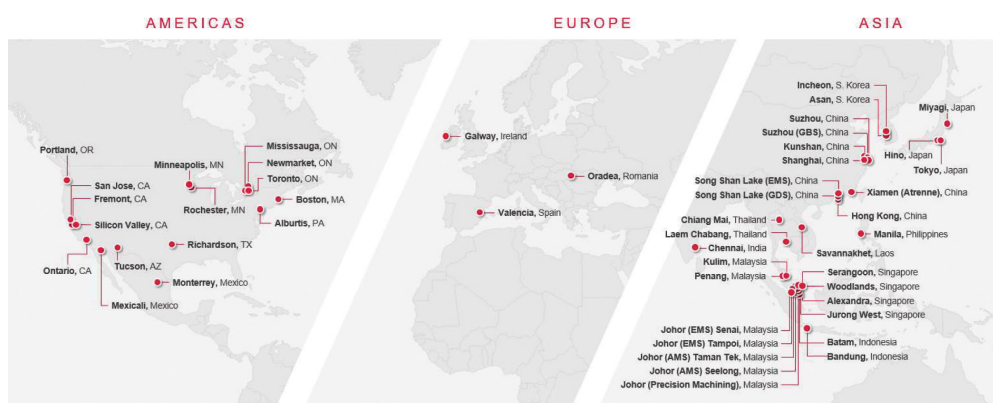 AMERICAS
Portland, OR
San Jose, CA
Fremont, CA
Silicon Valley, CA
Ontario, CA
Mexicali, Mexico
Tucson, AZ
Monterrey, Mexico
Richardson, TX
Minneapolis, MN
Rochester, MN
Mississauga, ON
Newmarket, ON
Toronto, ON
Boston, MA
Alburtis, PA
EUROPE
Galway, Ireland
Oradea, Romania
Valencia, Spain
ASIA
Incheon, S. Korea
Asan, S. Korea
Suzhou, China
Suzhou (GBS), China
Kunshan, China
Shanghai, China
Miyagi, Japan
Hino, Japan
Tokyo, Japan
Song Shan Lake (EMS), China
Song Shan Lake (GDS), China
Xiamen (Atrenne), China
Hong Kong, China
Chiang Mai, Thailand
Laem Chabang, Thailand
Chennai, India
Kulim, Malaysia
Penang, Malaysia
Manila, Philippines
Savannakhet, Laos
Serangoon, Singapore
Woodlands, Singapore
Alexandra, Singapore
Jurong West, Singapore
Johor (EMS) Senai, Malaysia
Johor (EMS) Tampoi, Malaysia
Johor (AMS) Taman Tek, Malaysia
Johor (AMS) Seelong, Malaysia
Johor (Precision Machining), Malaysia
Batam, Indonesia
Bandung, Indonesia